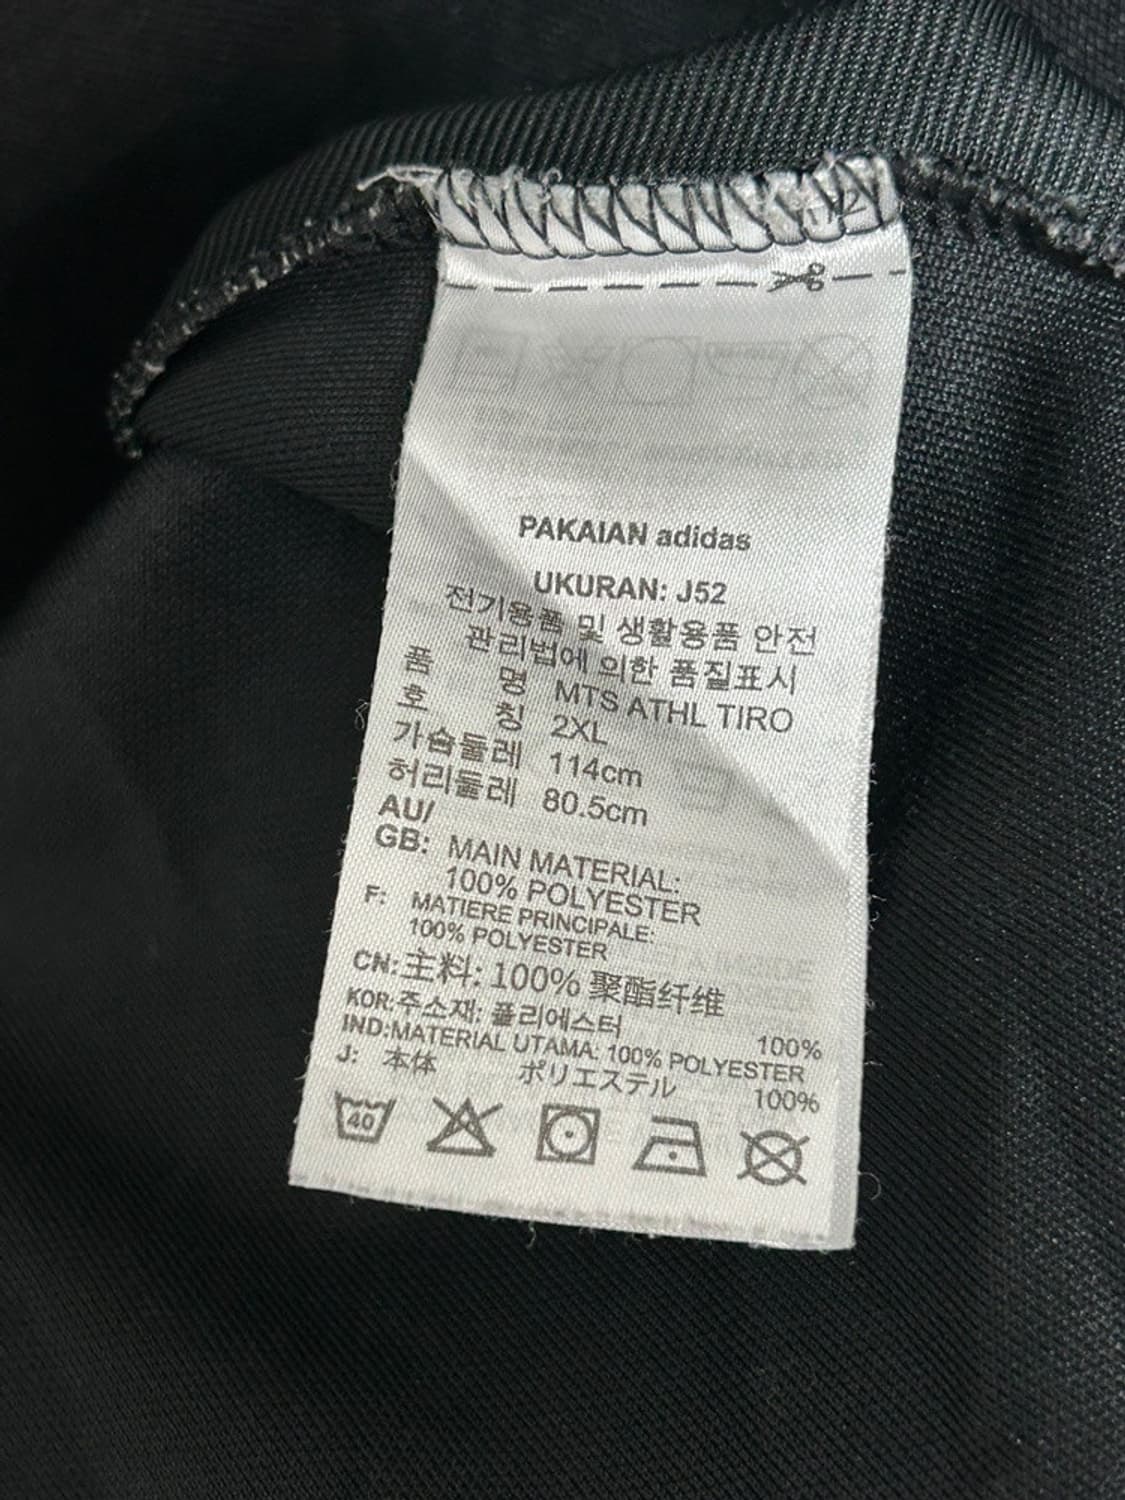 PAKAIAN adidas
UKURAN: J52
전기용품 및 생활용품 안전
관리법에 의한 품질표시
품 명 MTS ATHL TIRO
호 칭 2XL
가슴둘레 114cm
허리둘레 80.5cm
AU/
GB: MAIN MATERIAL:
100% POLYESTER
F: MATIERE PRINCIPALE:
100% POLYESTER
CN:主料: 100% 聚酯纤维
KOR:주소재: 폴리에스터 100%
IND:MATERIAL UTAMA: 100% POLYESTER
J: 本体 ポリエステル 100%
40